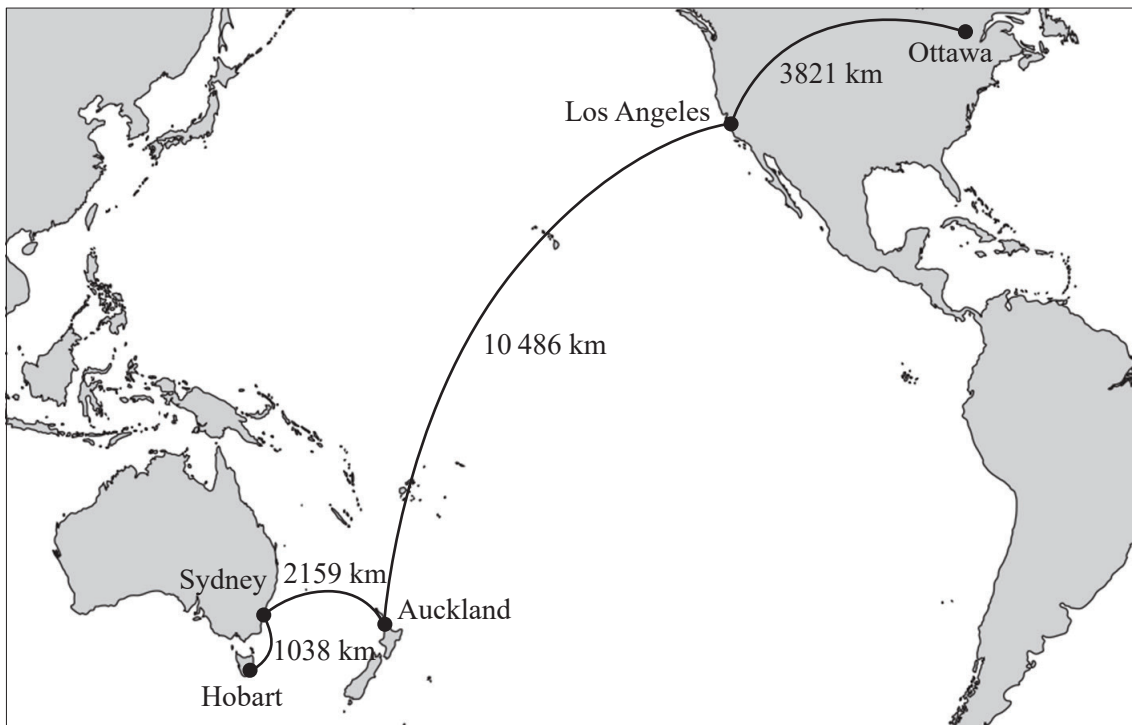 Ottawa
3821 km
Los Angeles
10 486 km
Sydney
2159 km
Auckland
1038 km
Hobart